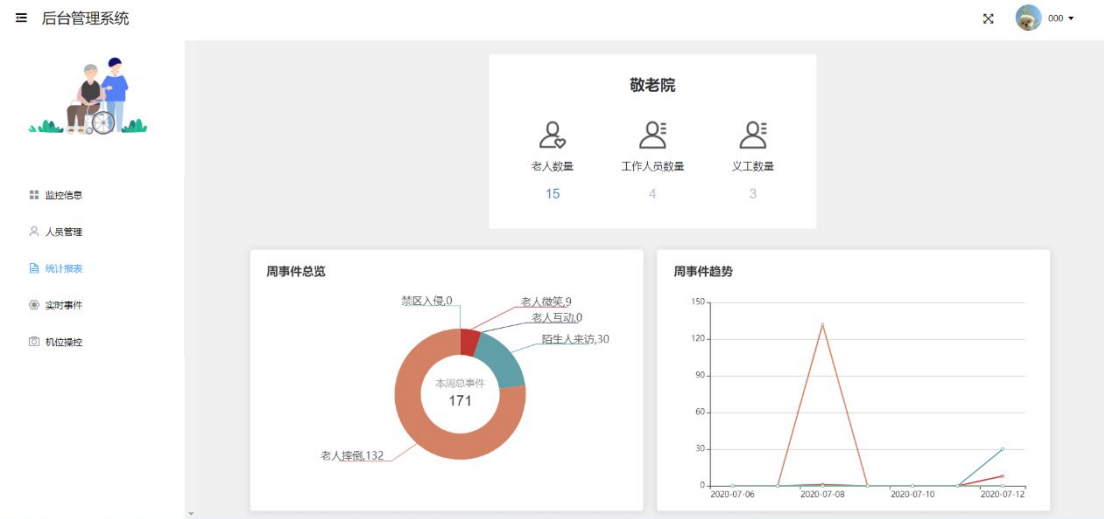 后台管理系统
000
监控信息
人员管理
统计报表
实时事件
机位操控
敬老院
老人数量 工作人员数量 义工数量
15 4 3
周事件总览
禁区入侵,0
老人微笑,9
老人互动,0
陌生人来访,30
本周总事件
171
老人摔倒,132
周事件趋势
150
120
90
60
30
0
2020-07-06 2020-07-08 2020-07-10 2020-07-12